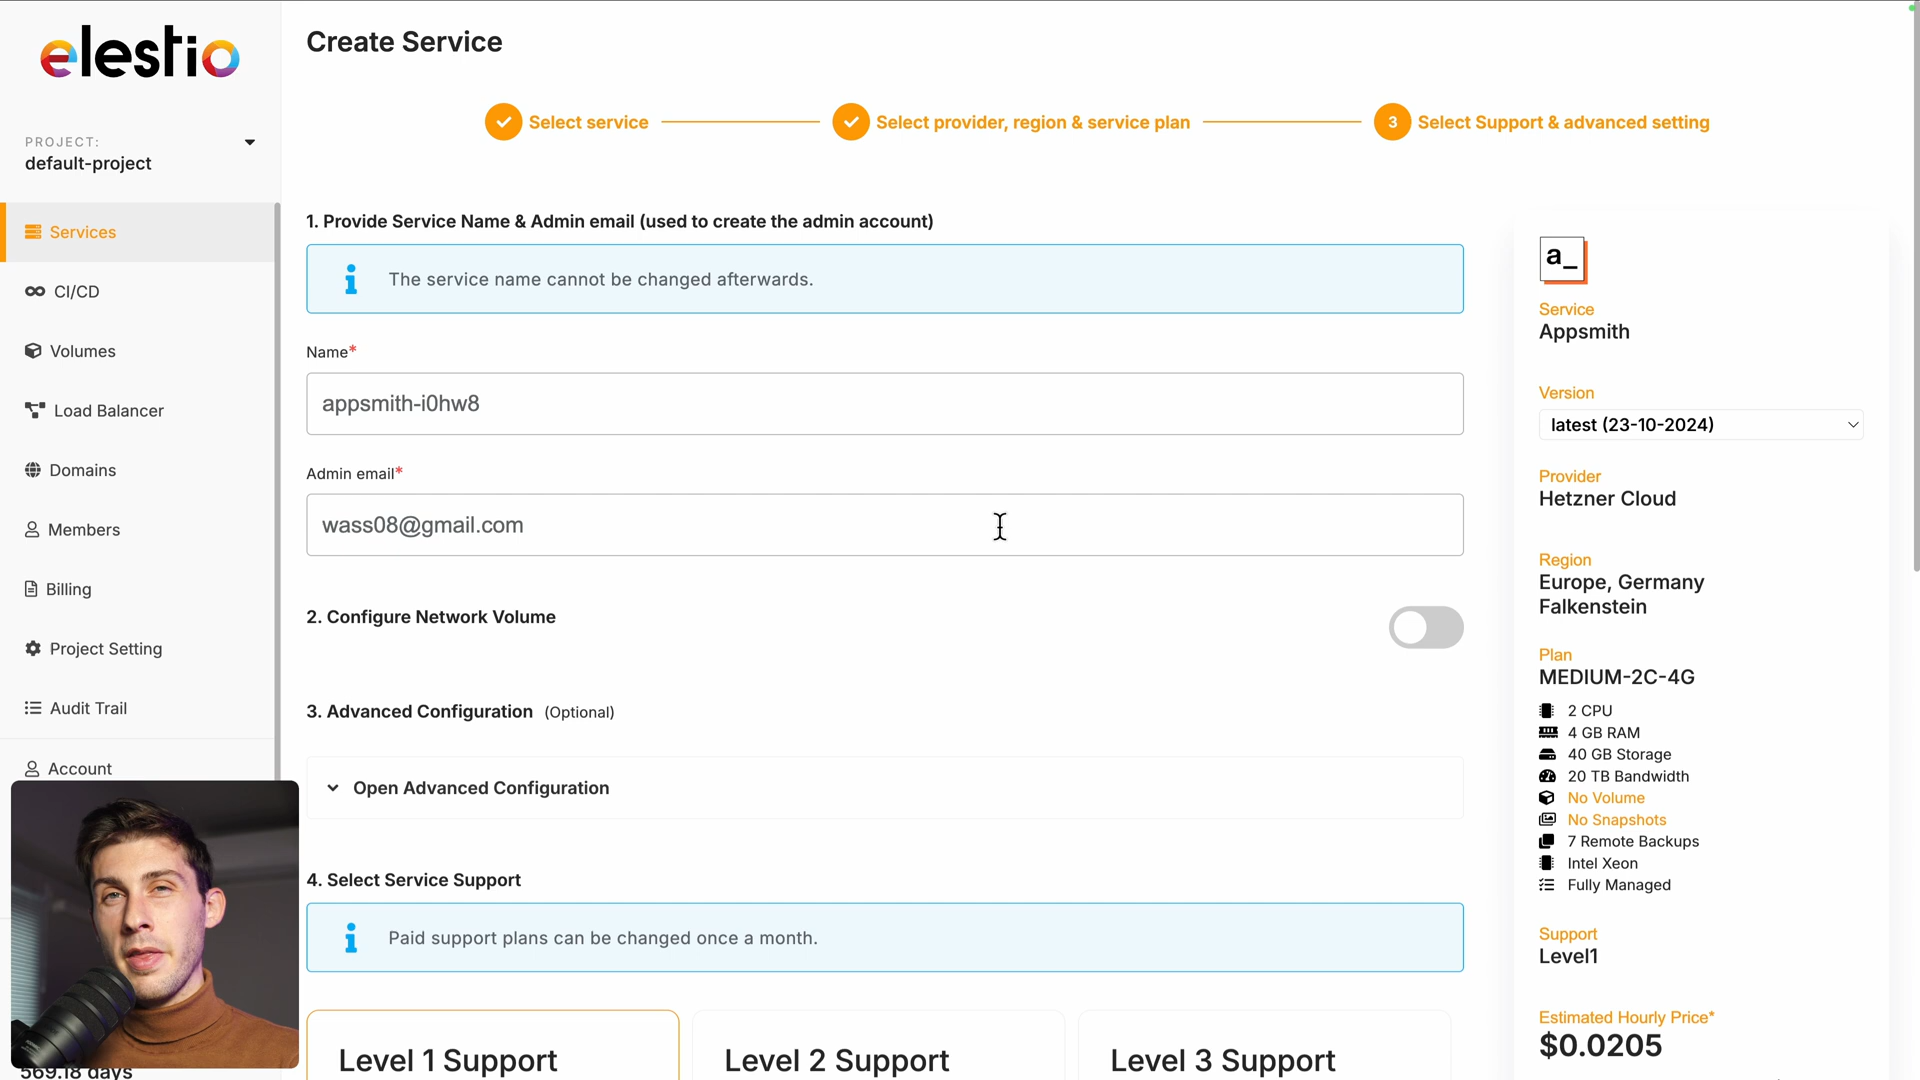 elestio
PROJECT:
default-project
Services
CI/CD
Volumes
Load Balancer
Domains
Members
Billing
Project Setting
Audit Trail
Account
569.18 days
Create Service
Select service
Select provider, region & service plan
3 Select Support & advanced setting
1. Provide Service Name & Admin email (used to create the admin account)
The service name cannot be changed afterwards.
Name*
appsmith-i0hw8
Admin email*
wass08@gmail.com
2. Configure Network Volume
3. Advanced Configuration (Optional)
Open Advanced Configuration
4. Select Service Support
Paid support plans can be changed once a month.
Level 1 Support
Level 2 Support
Level 3 Support
a_
Service
Appsmith
Version
latest (23-10-2024)
Provider
Hetzner Cloud
Region
Europe, Germany
Falkenstein
Plan
MEDIUM-2C-4G
2 CPU
4 GB RAM
40 GB Storage
20 TB Bandwidth
No Volume
No Snapshots
7 Remote Backups
Intel Xeon
Fully Managed
Support
Level1
Estimated Hourly Price*
$0.0205